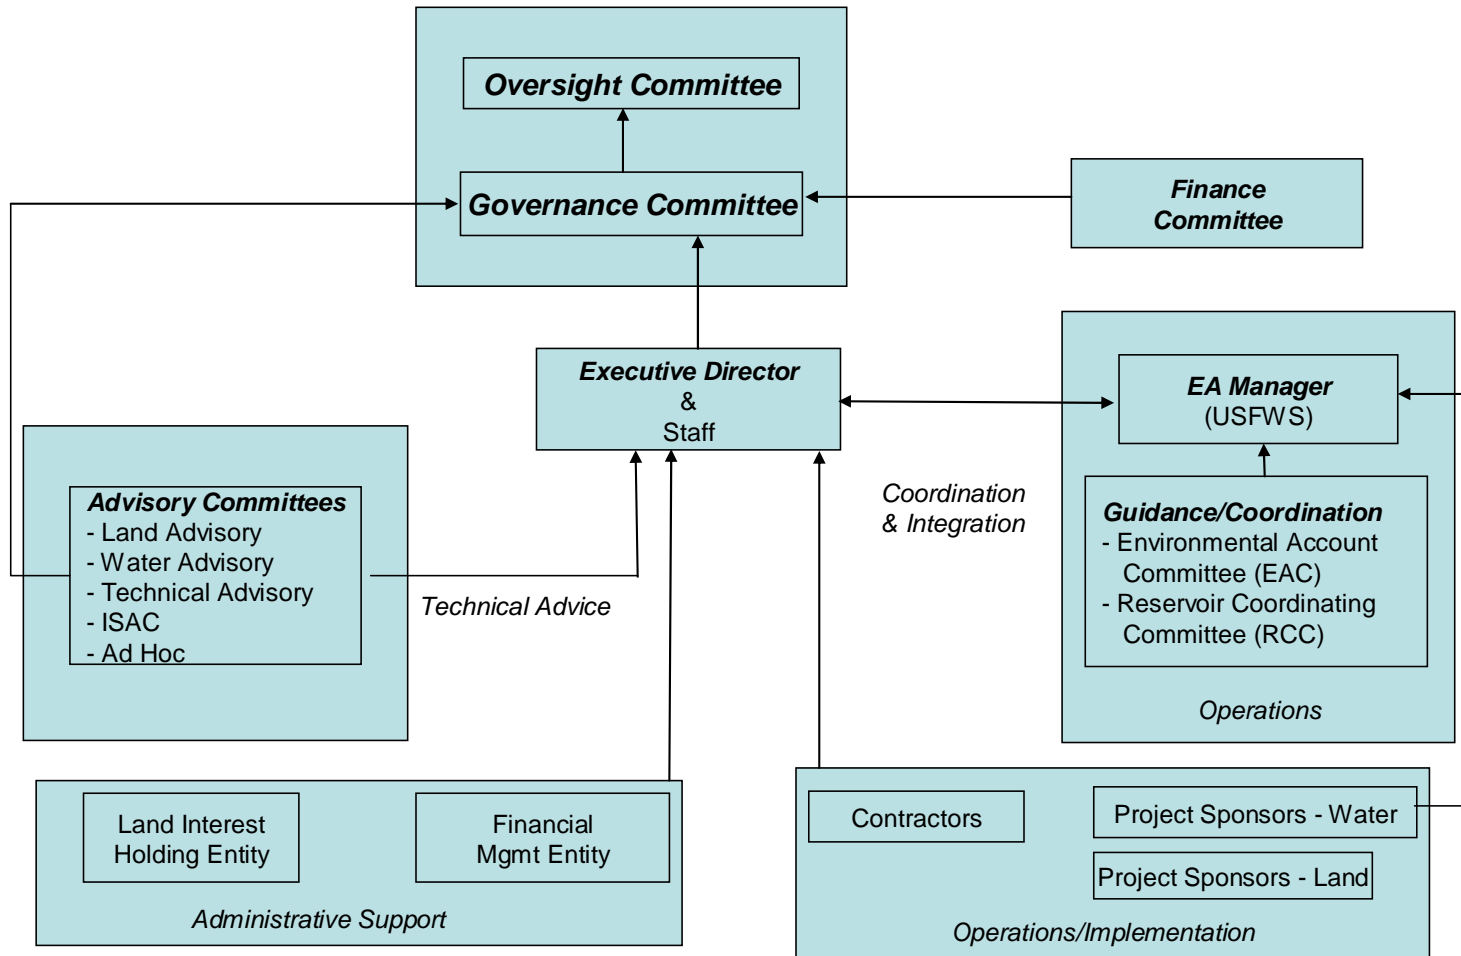 Oversight Committee
Governance Committee
Finance
Committee
Executive Director
&
Staff
EA Manager
(USFWS)
Coordination
& Integration
Guidance/Coordination
- Environmental Account
Committee (EAC)
- Reservoir Coordinating
Committee (RCC)
Operations
Advisory Committees
- Land Advisory
- Water Advisory
- Technical Advisory
- ISAC
- Ad Hoc
Technical Advice
Land Interest
Holding Entity
Financial
Mgmt Entity
Administrative Support
Contractors
Project Sponsors - Water
Project Sponsors - Land
Operations/Implementation